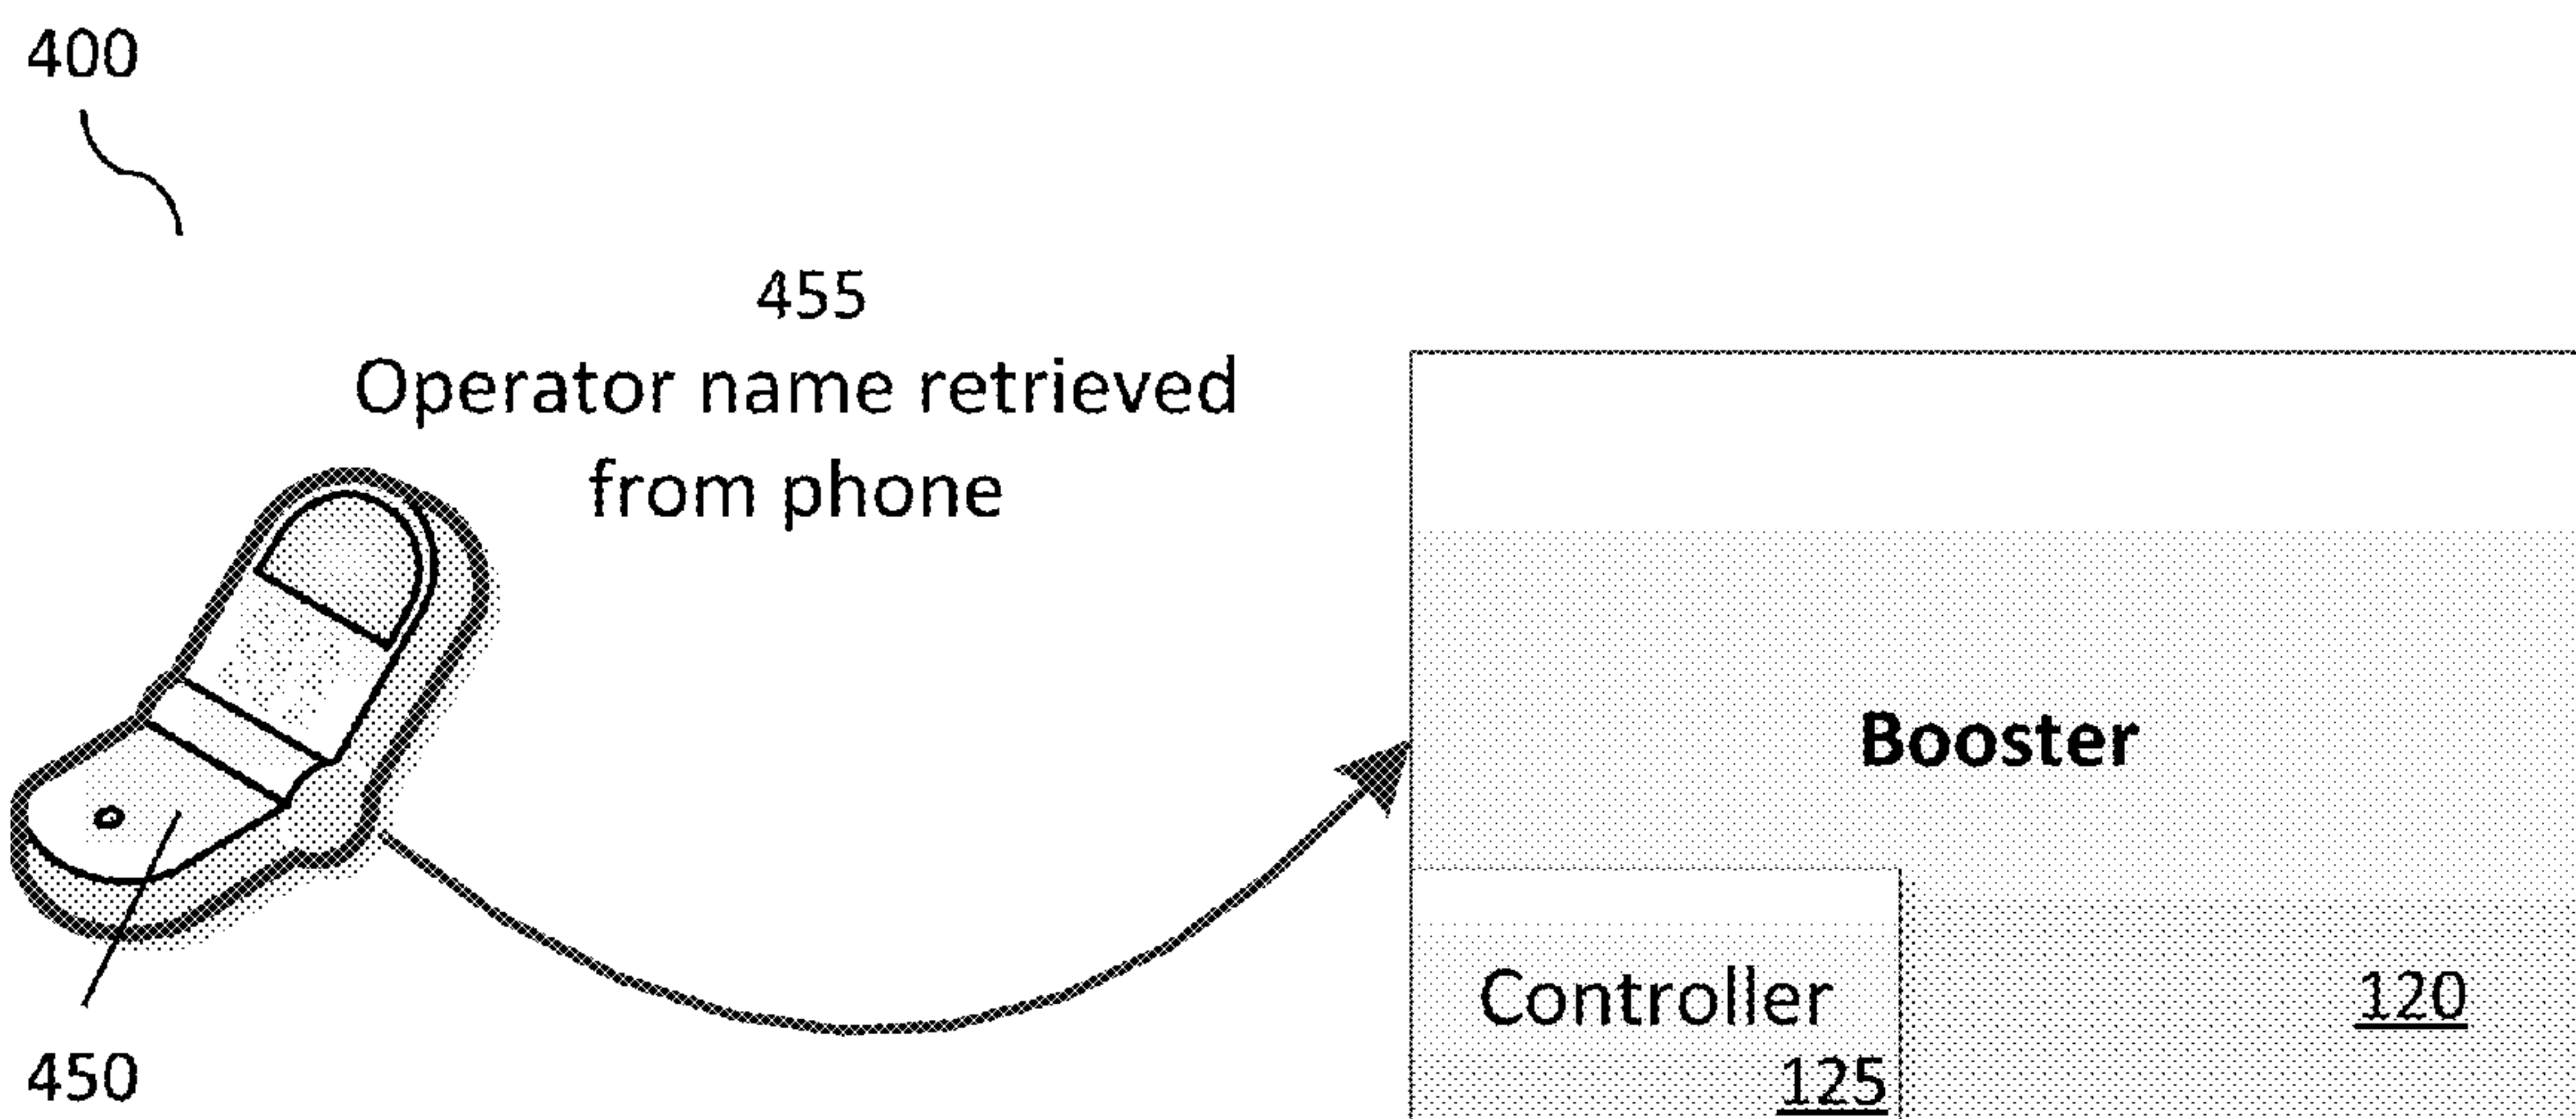 400
455
Operator name retrieved
from phone
Booster
Controller
120
125
450